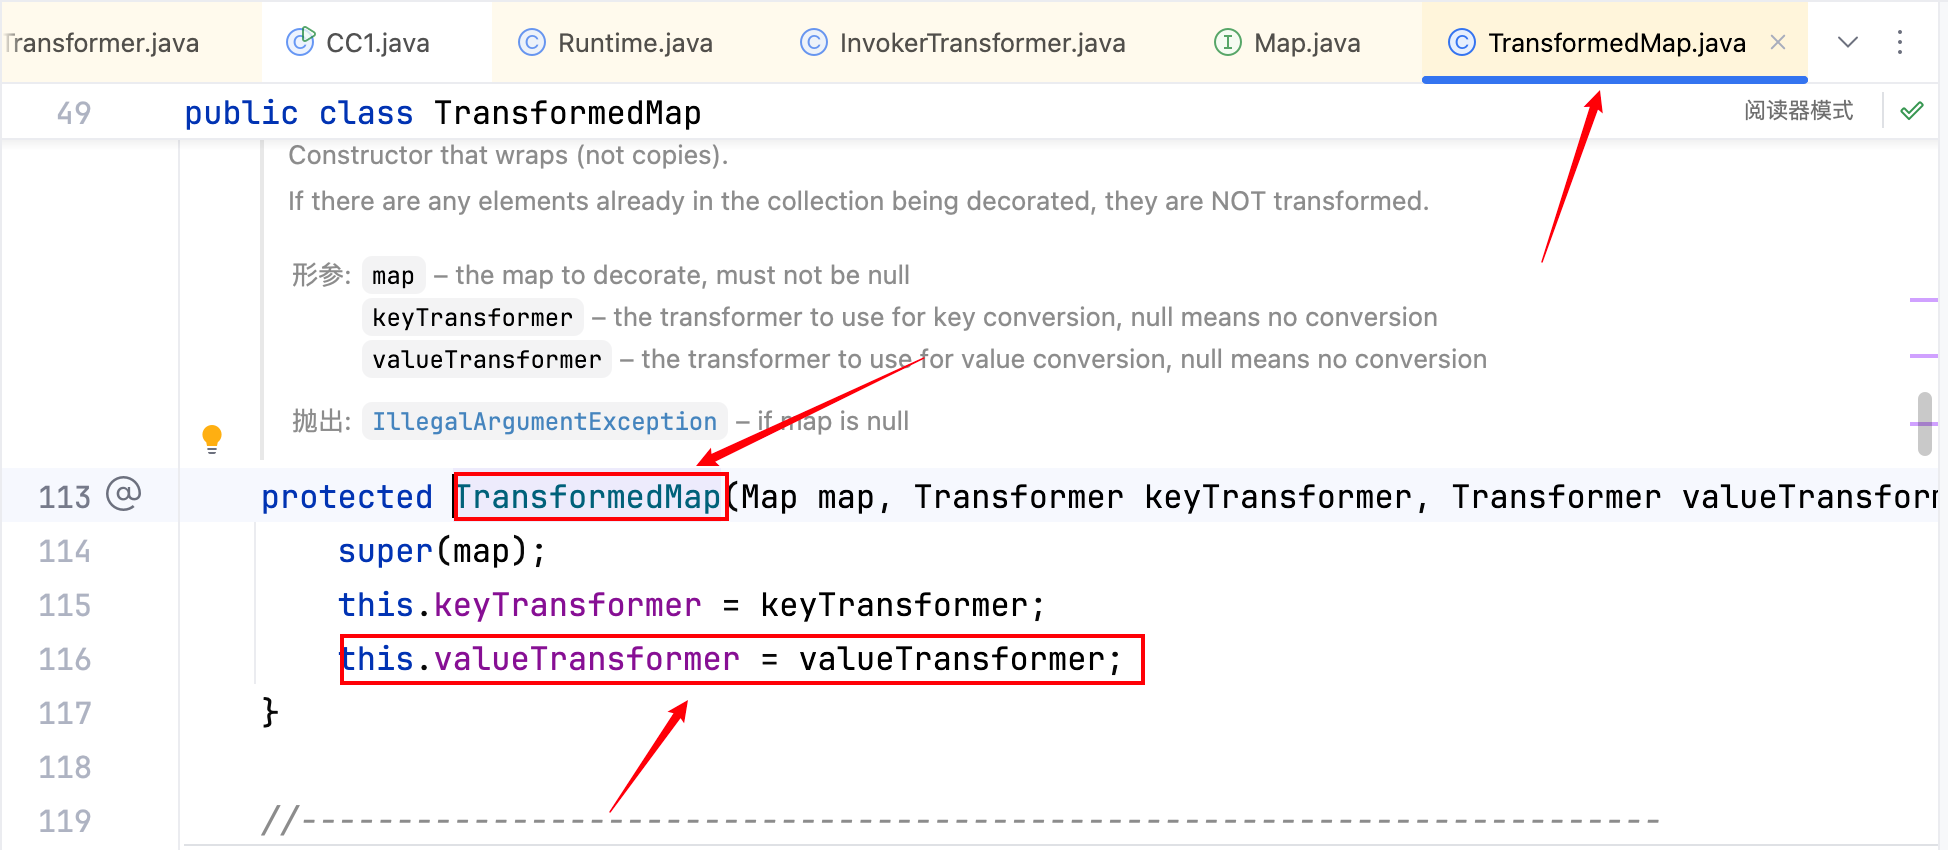 Transformer.java CC1.java Runtime.java InvokerTransformer.java Map.java TransformedMap.java
49 public class TransformedMap 阅读器模式
Constructor that wraps (not copies).
If there are any elements already in the collection being decorated, they are NOT transformed.
形参: map – the map to decorate, must not be null
keyTransformer – the transformer to use for key conversion, null means no conversion
valueTransformer – the transformer to use for value conversion, null means no conversion
抛出: IllegalArgumentException – if map is null
113 @ protected TransformedMap(Map map, Transformer keyTransformer, Transformer valueTransform
114 super(map);
115 this.keyTransformer = keyTransformer;
116 this.valueTransformer = valueTransformer;
117 }
118
119 //-----------------------------------------------------------------------